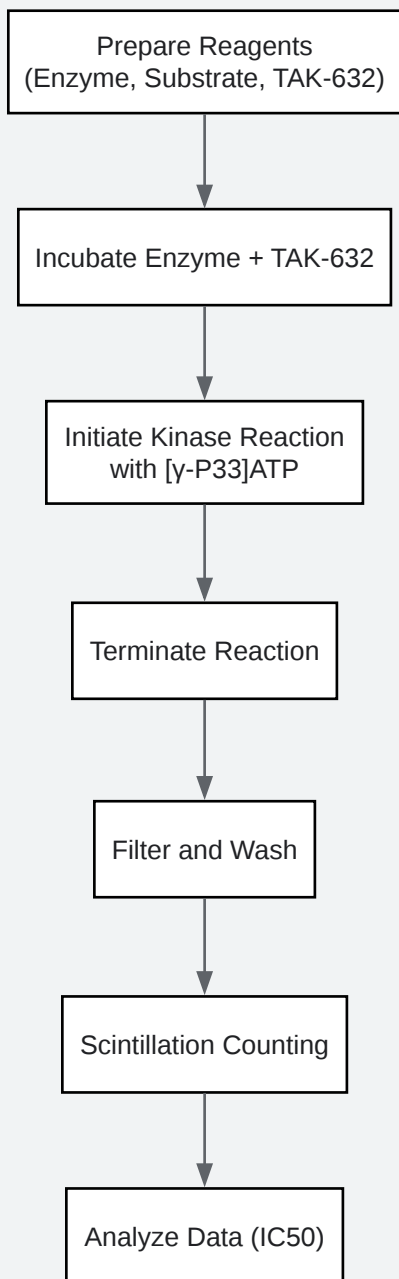 Prepare Reagents
(Enzyme, Substrate, TAK-632)
Incubate Enzyme + TAK-632
Initiate Kinase Reaction
with [γ-P33]ATP
Terminate Reaction
Filter and Wash
Scintillation Counting
Analyze Data (IC50)